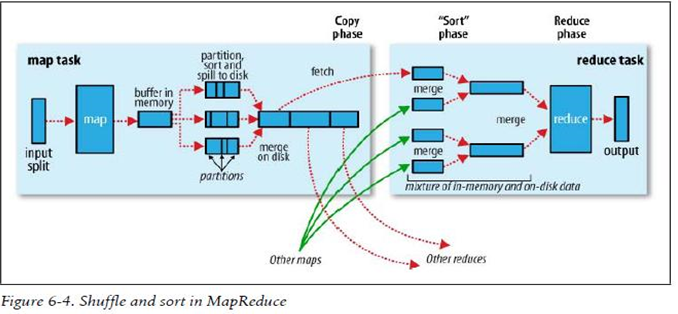 Copy
phase
“Sort”
phase
Reduce
phase
map task
partition,
sort and
spill to disk
fetch
reduce task
buffer in
memory
map
merge
merge
reduce
input
split
merge
on disk
merge
output
partitions
mixture of in-memory and on-disk data
Other maps
Other reduces
Figure 6-4. Shuffle and sort in MapReduce